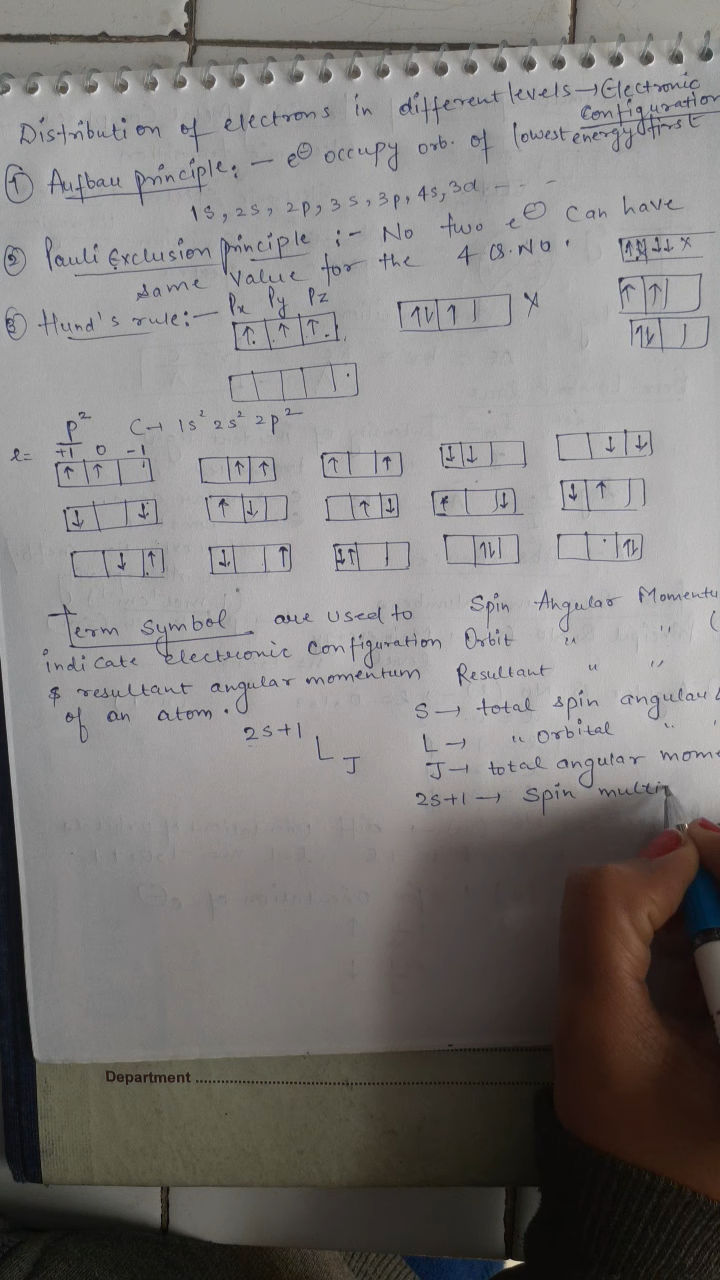 Distribution of electrons in different levels → Electronic
Configuration
① Aufbau principle: - e⊖ occupy orb. of lowest energy first
1s, 2s, 2p, 3s, 3p, 4s, 3d - - -
② Pauli Exclusion principle :- No two e⊖ can have
same value for the 4 Q.No.
↑↓ ↓↓ x
③ Hund's rule:- Px Py Pz
↑ ↑ ↑
↑↓ ↑ x
↑ ↑
↑↓
p² C → 1s² 2s² 2p²
l= +1 0 -1
↑ ↑
↑ ↑
↑ ↑
↓ ↓
↓ ↓
↓ ↓
↑ ↓
↑ ↓
↑ ↓
↓ ↑
↓ ↑
↓ ↑
↓↑
↑↓
↑↓
Term symbol are used to
indicate electronic configuration
& resultant angular momentum
of an atom.
2S+1 L J
Spin Angular Momentu
Orbit " " (
Resultant " "
S → total spin angular
L → " Orbital "
J → total angular mome
2S+1 → Spin multi
Department